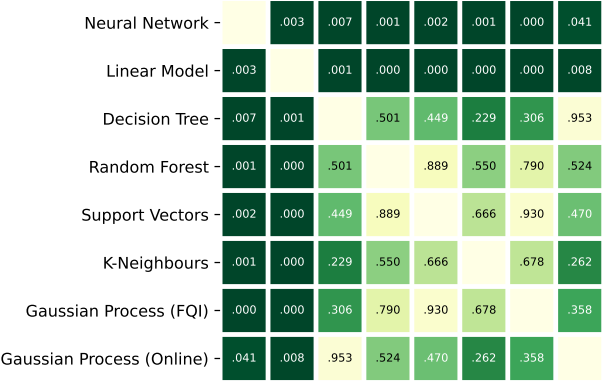 Neural Network .003 .007 .001 .002 .001 .000 .041
Linear Model .003 .001 .000 .000 .000 .000 .008
Decision Tree .007 .001 .501 .449 .229 .306 .953
Random Forest .001 .000 .501 .889 .550 .790 .524
Support Vectors .002 .000 .449 .889 .666 .930 .470
K-Neighbours .001 .000 .229 .550 .666 .678 .262
Gaussian Process (FQI) .000 .000 .306 .790 .930 .678 .358
Gaussian Process (Online) .041 .008 .953 .524 .470 .262 .358